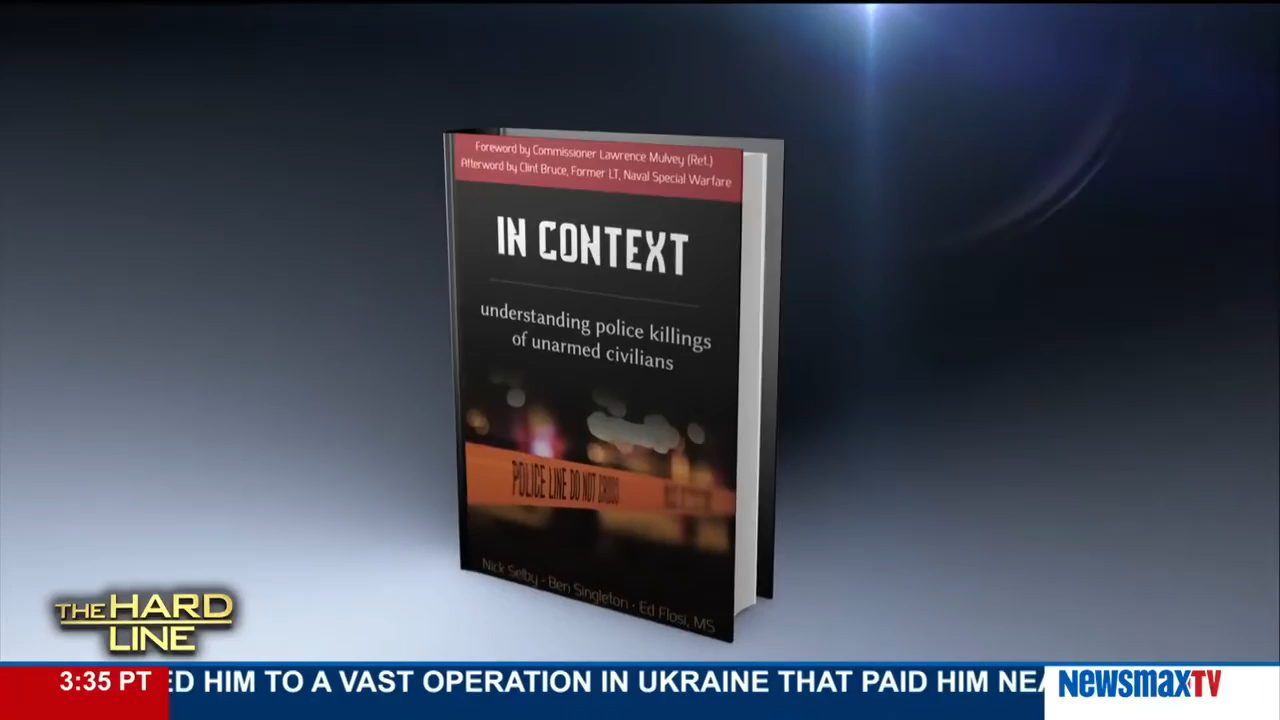 Foreword by Commissioner Lawrence Mulvey (Ret.)
Afterword by Clint Bruce, Former LT, Naval Special Warfare
IN CONTEXT
understanding police killings
of unarmed civilians
POLICE LINE DO NOT CROSS
Nick Selby - Ben Singleton · Ed Flosi, MS
THE HARD
LINE
3:35 PT
ED HIM TO A VAST OPERATION IN UKRAINE THAT PAID HIM NEA
NEWSMAXTV